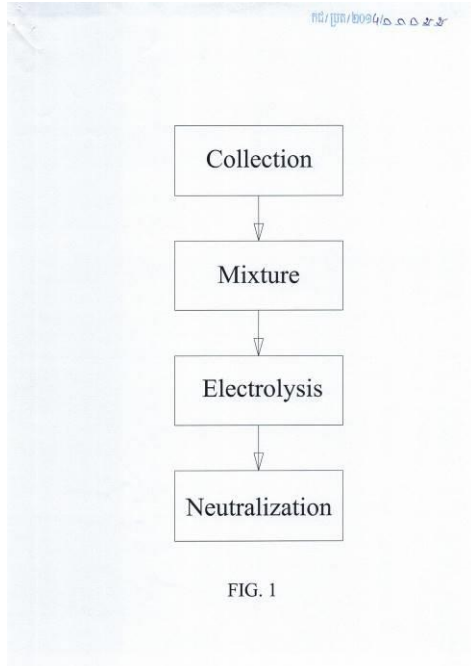 Collection
Mixture
Electrolysis
Neutralization
FIG. 1